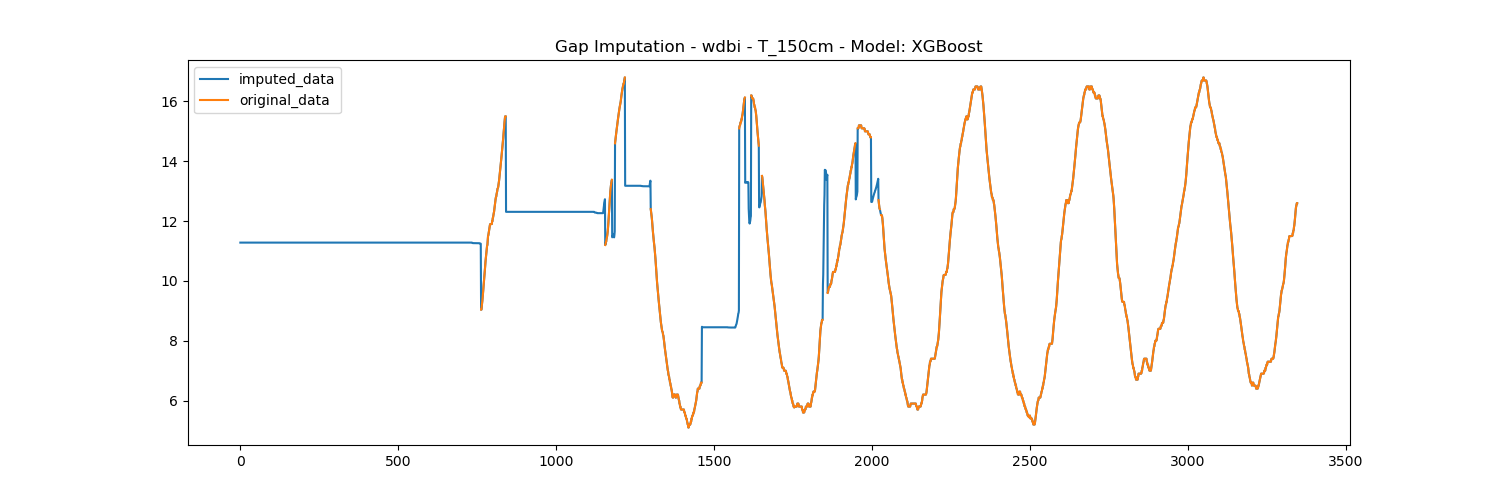 Gap Imputation - wdbi - T_150cm - Model: XGBoost
imputed_data
original_data
16
14
12
10
8
6
0 500 1000 1500 2000 2500 3000 3500